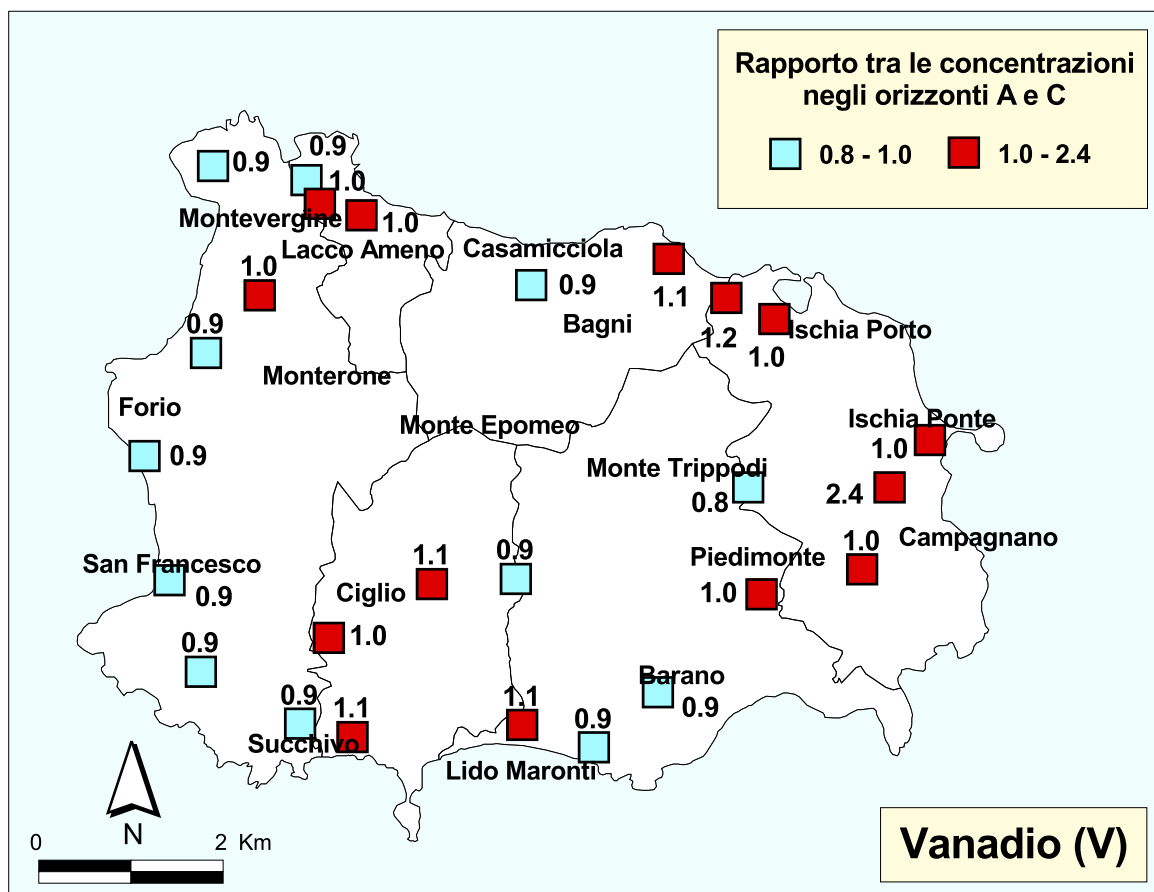 Rapporto tra le concentrazioni
negli orizzonti A e C
0.8 - 1.0
1.0 - 2.4
0.9
0.9
1.0
Montevergine
1.0
Lacco Ameno
Casamicciola
1.0
0.9
1.1
Bagni
0.9
1.2
Ischia Porto
1.0
Monterone
Forio
Monte Epomeo
Ischia Ponte
0.9
1.0
Monte Trippodi
0.8
2.4
Campagnano
1.0
San Francesco
0.9
1.1
0.9
Piedimonte
Ciglio
1.0
1.0
0.9
Barano
0.9
0.9
1.1
1.1
0.9
Succhivo
Lido Maronti
N
0
2 Km
Vanadio (V)